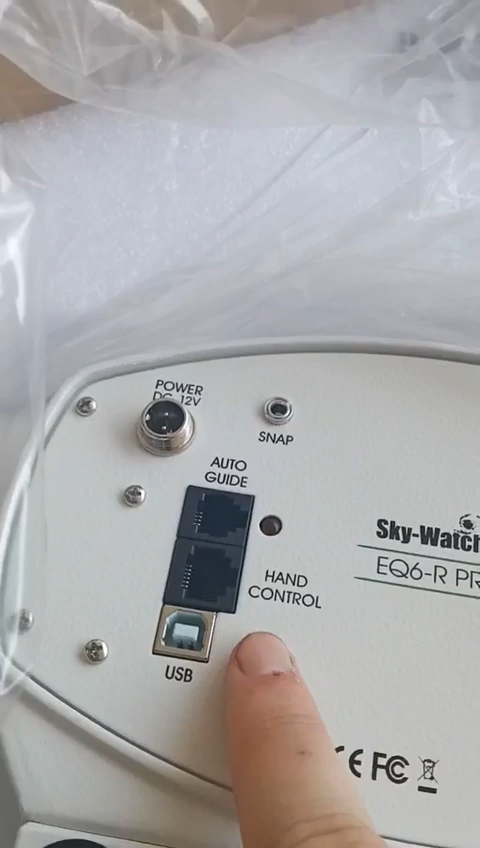 POWER
DC 12V
SNAP
AUTO
GUIDE
Sky-Watch
EQ6-R PR
HAND
CONTROL
USB
CE FC